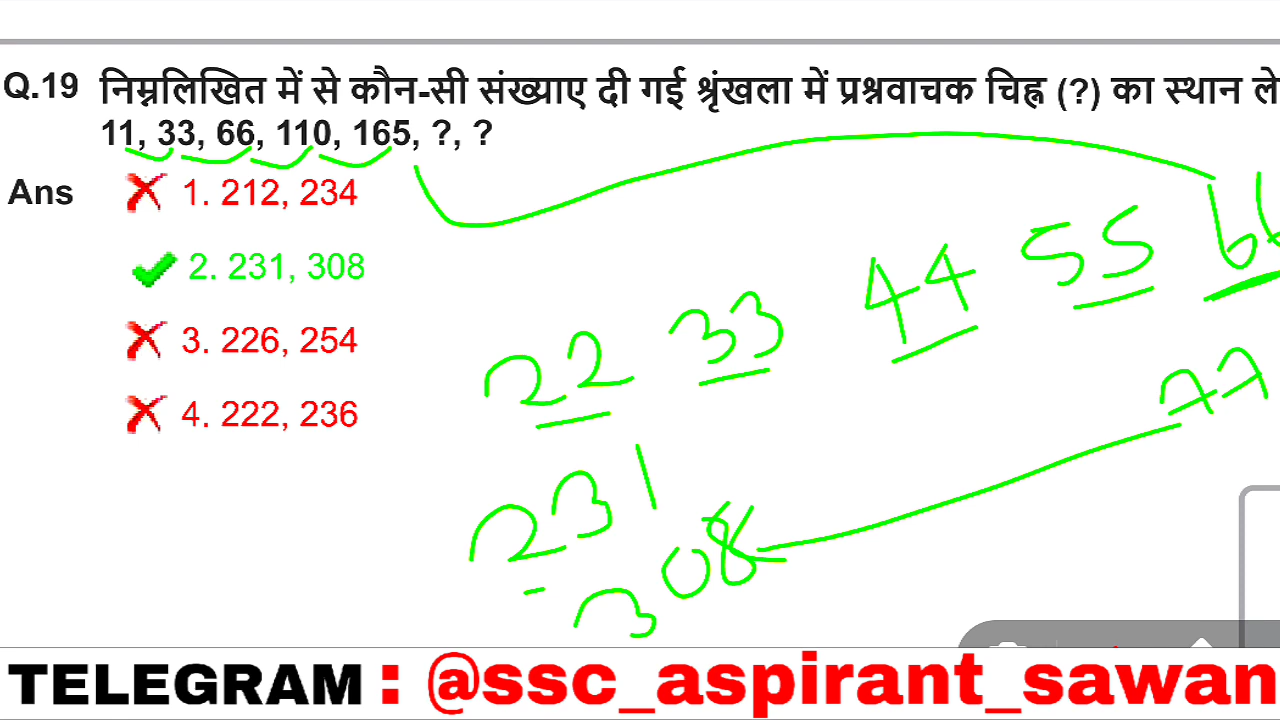 Q.19 निम्नलिखित में से कौन-सी संख्याए दी गई श्रृंखला में प्रश्नवाचक चिह्न (?) का स्थान ले
11, 33, 66, 110, 165, ?, ?
Ans 1. 212, 234
2. 231, 308
3. 226, 254
4. 222, 236
22 33 44 55 66
77
231
308
TELEGRAM : @ssc_aspirant_sawan